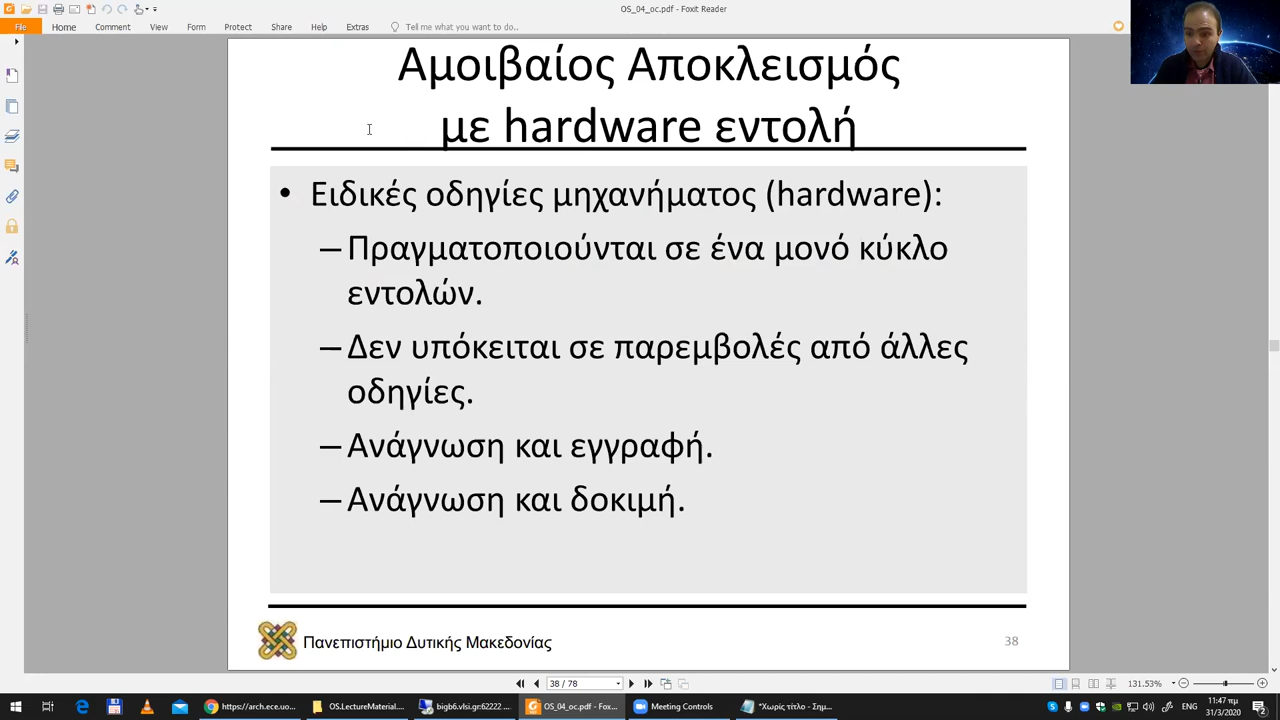 OS_04_oc.pdf - Foxit Reader
File Home Comment View Form Protect Share Help Extras Tell me what you want to do..
Αμοιβαίος Αποκλεισμός
με hardware εντολή
• Ειδικές οδηγίες μηχανήματος (hardware):
– Πραγματοποιούνται σε ένα μονό κύκλο
εντολών.
– Δεν υπόκειται σε παρεμβολές από άλλες
οδηγίες.
– Ανάγνωση και εγγραφή.
– Ανάγνωση και δοκιμή.
Πανεπιστήμιο Δυτικής Μακεδονίας
38
38 / 78
131.53%
https://arch.ece.uo... OS.LectureMaterial.... bigb6.vlsi.gr:62222 ... OS_04_oc.pdf - Fox... Meeting Controls *Χωρίς τίτλο - Σημ...
11:47 πμ
31/3/2020